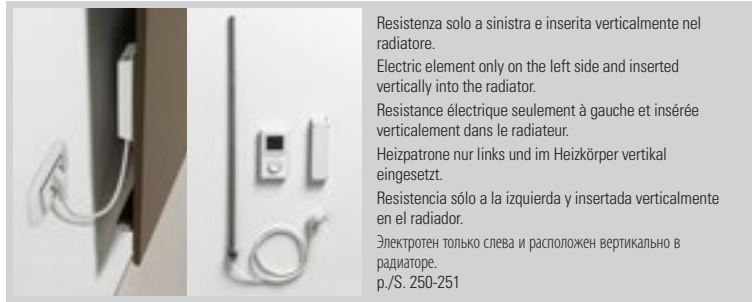 Resistenza solo a sinistra e inserita verticalmente nel
radiatore.
Electric element only on the left side and inserted
vertically into the radiator.
Resistance électrique seulement à gauche et insérée
verticalement dans le radiateur.
Heizpatrone nur links und im Heizkörper vertikal
eingesetzt.
Resistencia sólo a la izquierda y insertada verticalmente
en el radiador.
Электротен только слева и расположен вертикально в
радиаторе.
p./S. 250-251